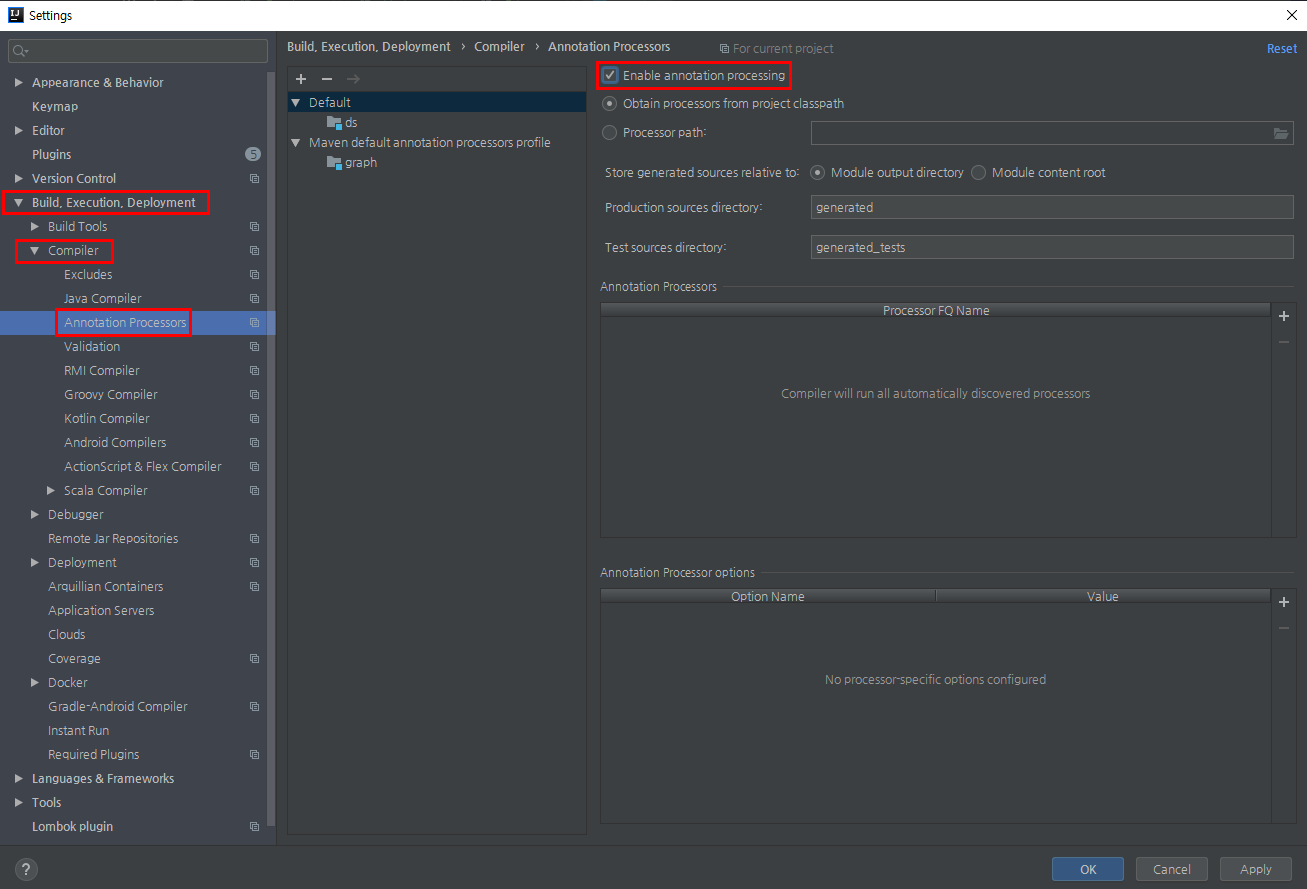 IJ Settings
Build, Execution, Deployment › Compiler › Annotation Processors For current project Reset
Appearance & Behavior
Keymap
Editor
Plugins 5
Version Control
Build, Execution, Deployment
Build Tools
Compiler
Excludes
Java Compiler
Annotation Processors
Validation
RMI Compiler
Groovy Compiler
Kotlin Compiler
Android Compilers
ActionScript & Flex Compiler
Scala Compiler
Debugger
Remote Jar Repositories
Deployment
Arquillian Containers
Application Servers
Clouds
Coverage
Docker
Gradle-Android Compiler
Instant Run
Required Plugins
Languages & Frameworks
Tools
Lombok plugin
Default
ds
Maven default annotation processors profile
graph
Enable annotation processing
Obtain processors from project classpath
Processor path:
Store generated sources relative to: Module output directory Module content root
Production sources directory: generated
Test sources directory: generated_tests
Annotation Processors
Processor FQ Name
Compiler will run all automatically discovered processors
Annotation Processor options
Option Name Value
No processor-specific options configured
? OK Cancel Apply